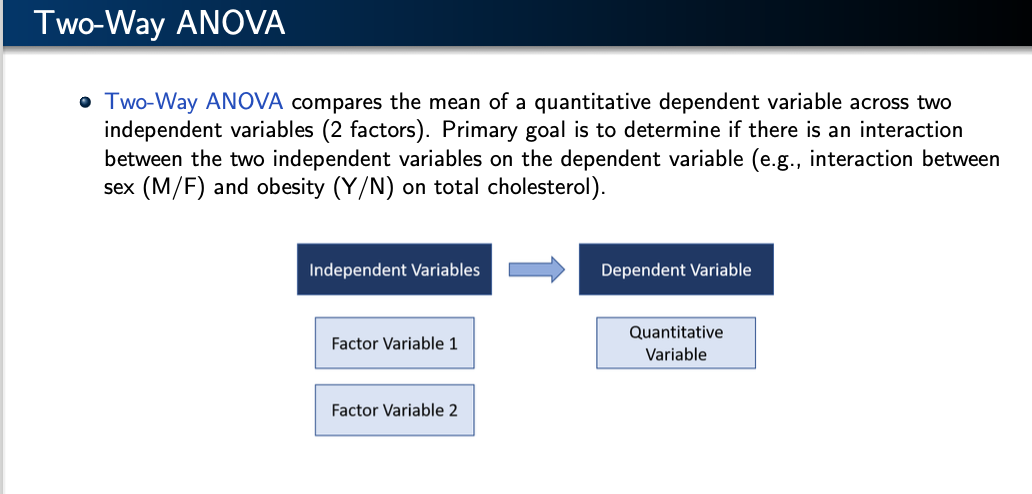 Two-Way ANOVA
Two-Way ANOVA compares the mean of a quantitative dependent variable across two
independent variables (2 factors). Primary goal is to determine if there is an interaction
between the two independent variables on the dependent variable (e.g., interaction between
sex (M/F) and obesity (Y/N) on total cholesterol).
Independent Variables
Dependent Variable
Factor Variable 1
Quantitative
Variable
Factor Variable 2